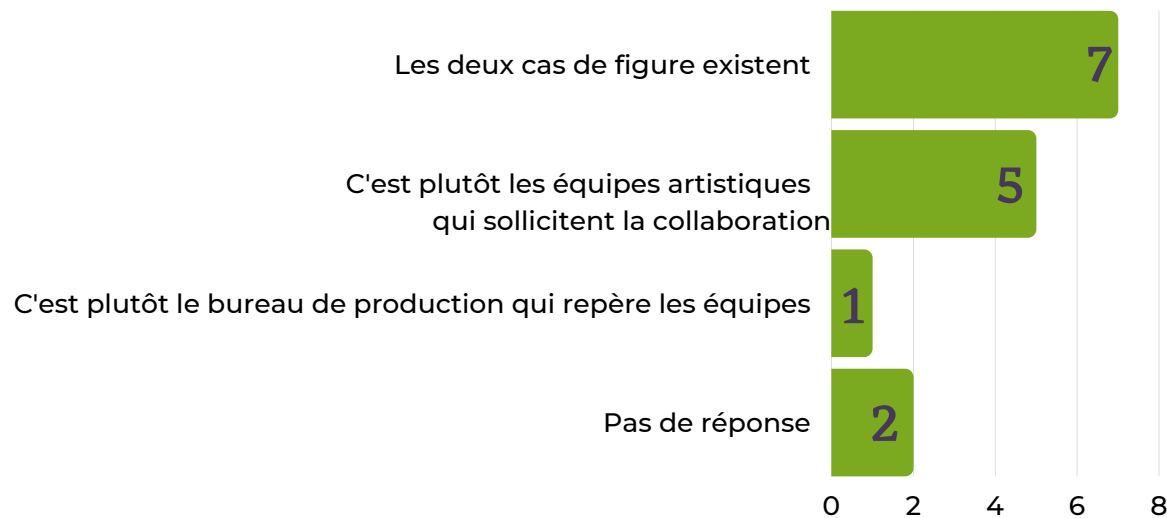 Les deux cas de figure existent
7
C'est plutôt les équipes artistiques
qui sollicitent la collaboration
5
C'est plutôt le bureau de production qui repère les équipes
1
Pas de réponse
2
0 2 4 6 8